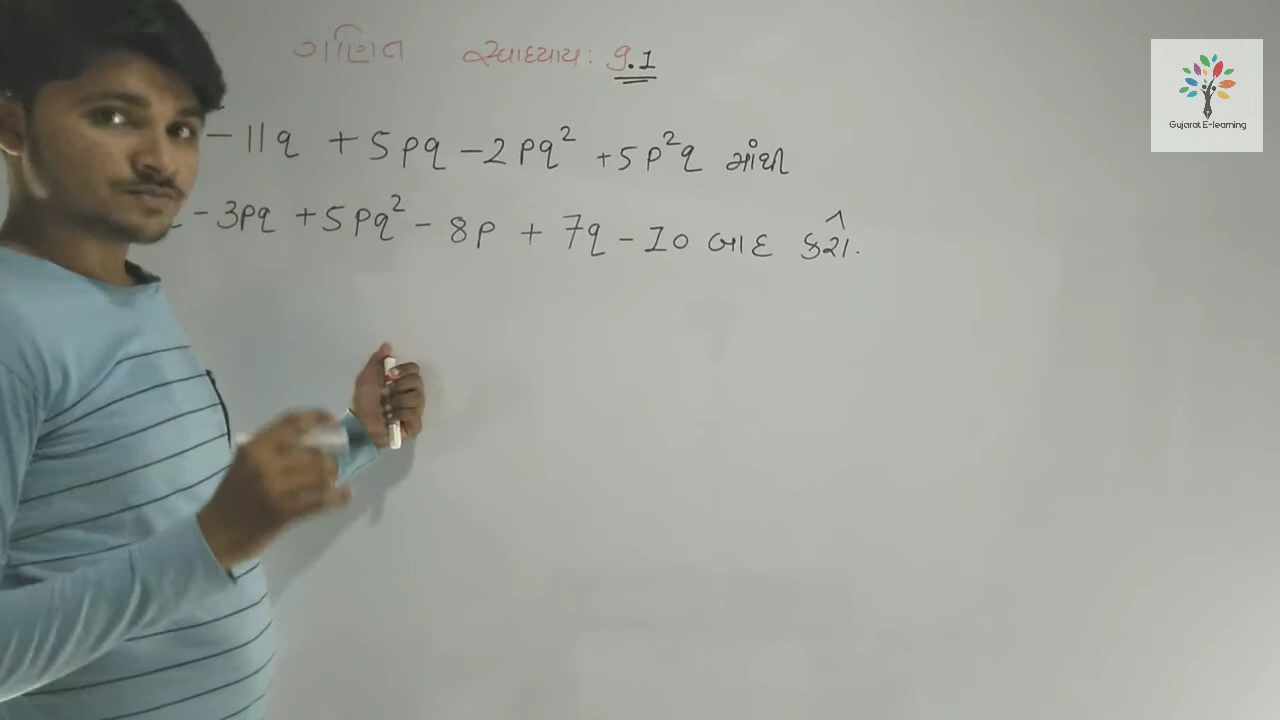 ગણિત સ્વાધ્યાય: 9.1
- 11q + 5pq - 2pq² + 5p²q માંથી
- 3pq + 5pq² - 8p + 7q - 10 બાદ કરો.
Gujarat E-learning